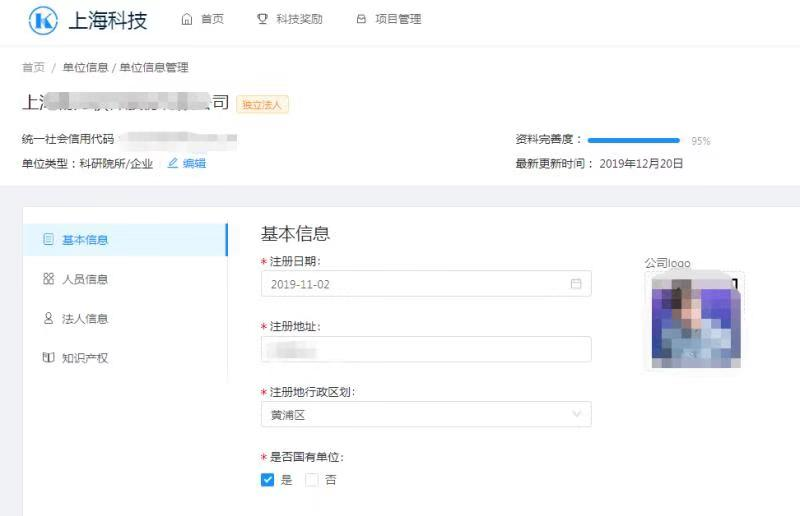 上海科技 首页 科技奖励 项目管理
首页 / 单位信息 / 单位信息管理
上海 公司 独立法人
统一社会信用代码
资料完善度： 95%
单位类型：科研院所/企业 编辑
最新更新时间： 2019年12月20日
基本信息
人员信息
法人信息
知识产权
基本信息
* 注册日期:
2019-11-02
* 注册地址:
* 注册地行政区划:
黄浦区
* 是否国有单位:
是 否
公司logo